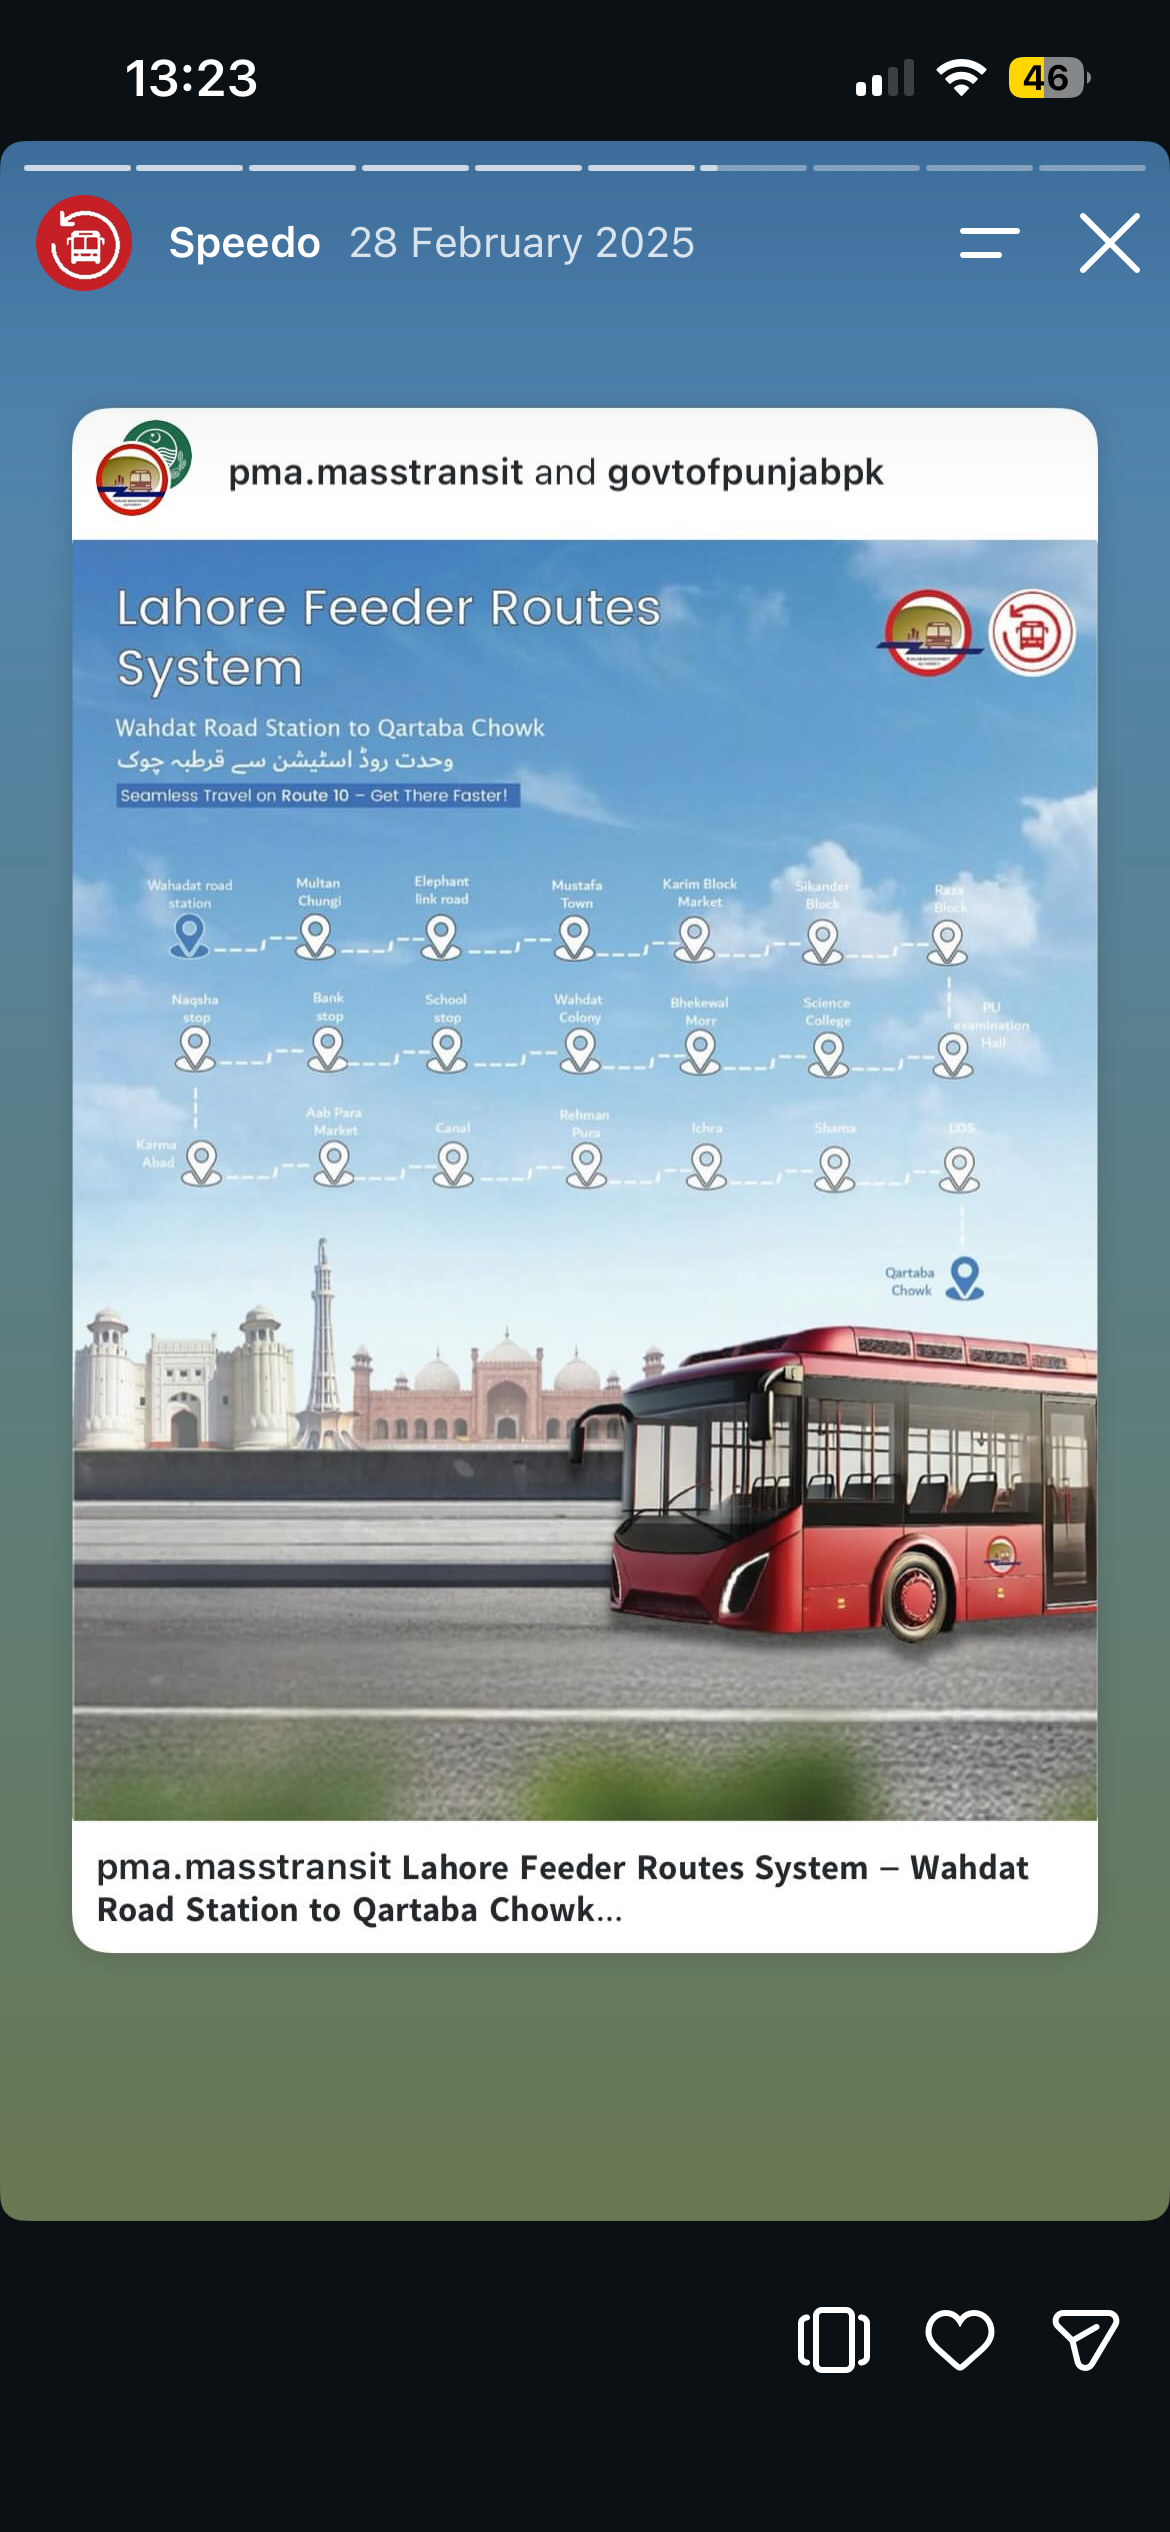 13:23
46
Speedo 28 February 2025
pma.masstransit and govtofpunjabpk
Lahore Feeder Routes
System
Wahdat Road Station to Qartaba Chowk
وحدت روڈ اسٹیشن سے قرطبہ چوک
Seamless Travel on Route 10 – Get There Faster!
Wahadat road
station
Multan
Chungi
Elephant
link road
Mustafa
Town
Karim Block
Market
Sikander
Block
Raza
Block
Naqsha
stop
Bank
stop
School
stop
Wahdat
Colony
Bhekewal
Morr
Science
College
PU
examination
Hall
Karma
Abad
Aab Para
Market
Canal
Rehman
Pura
Ichra
Shama
LOS
Qartaba
Chowk
pma.masstransit Lahore Feeder Routes System – Wahdat
Road Station to Qartaba Chowk...